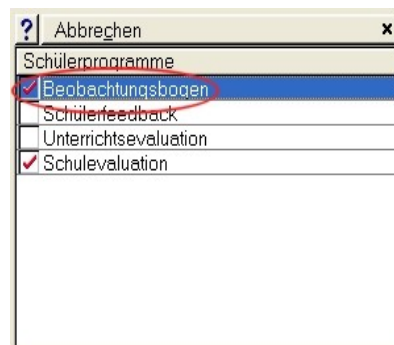 ? Abbrechen x
Schülerprogramme
Beobachtungsbogen
Schülerfeedback
Unterrichtsevaluation
Schulevaluation